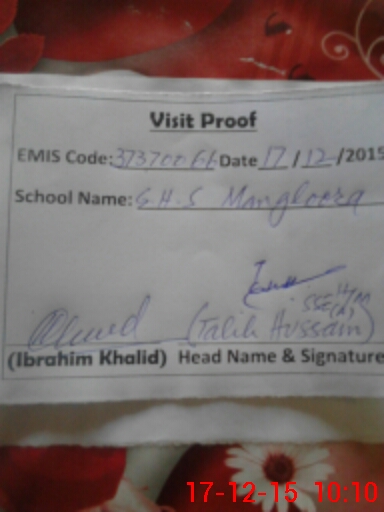 Visit Proof
EMIS Code: Date 17/12/2015
School Name: G.H.S Mangloora
(Talib Hussain)
(Ibrahim Khalid) Head Name & Signature
17-12-15 10:10